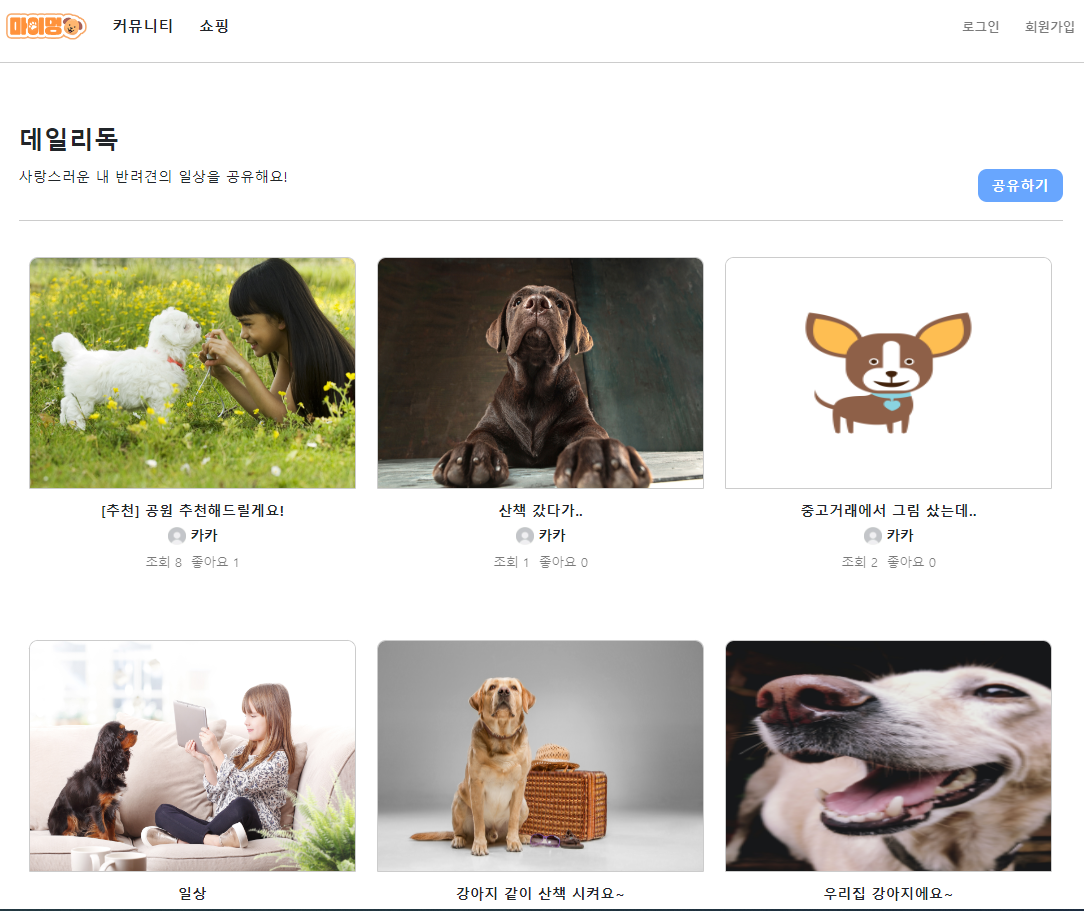 마이멍 커뮤니티 쇼핑 로그인 회원가입
데일리독
사랑스러운 내 반려견의 일상을 공유해요!
공유하기
[추천] 공원 추천해드릴게요! 산책 갔다가.. 중고거래에서 그림 샀는데..
카카 카카 카카
조회 8 좋아요 1 조회 1 좋아요 0 조회 2 좋아요 0
일상 강아지 같이 산책 시켜요~ 우리집 강아지에요~